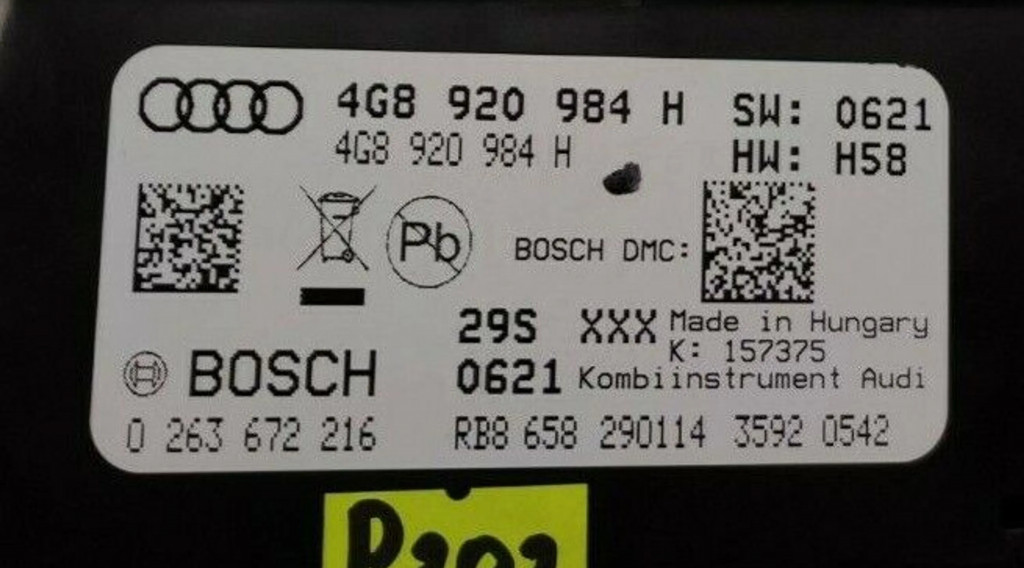 4G8 920 984 H SW: 0621
4G8 920 984 H HW: H58
Pb
BOSCH DMC:
29S XXX Made in Hungary
K: 157375
BOSCH 0621 Kombiinstrument Audi
0 263 672 216 RB8 658 290114 3592 0542